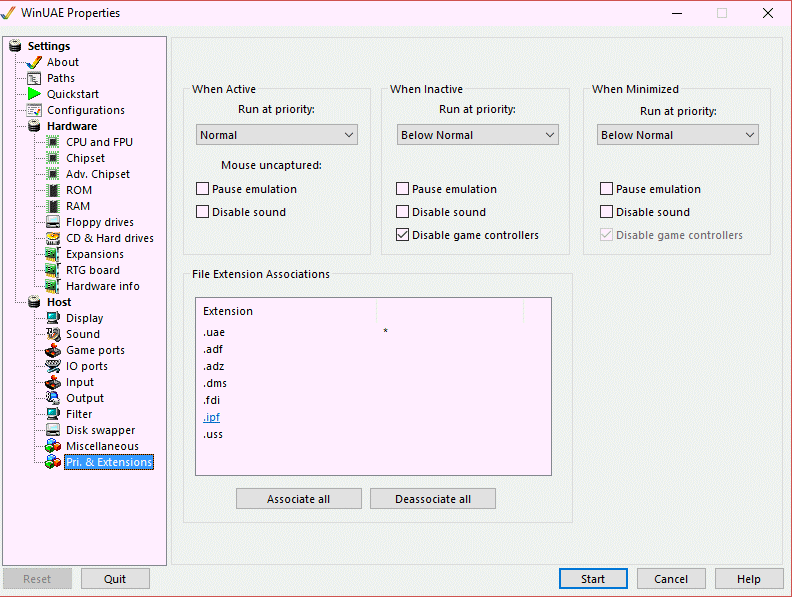 WinUAE Properties
Settings
About
Paths
Quickstart
Configurations
Hardware
CPU and FPU
Chipset
Adv. Chipset
ROM
RAM
Floppy drives
CD & Hard drives
Expansions
RTG board
Hardware info
Host
Display
Sound
Game ports
IO ports
Input
Output
Filter
Disk swapper
Miscellaneous
Pri. & Extensions
When Active
Run at priority:
Normal
Mouse uncaptured:
Pause emulation
Disable sound
When Inactive
Run at priority:
Below Normal
Pause emulation
Disable sound
Disable game controllers
When Minimized
Run at priority:
Below Normal
Pause emulation
Disable sound
Disable game controllers
File Extension Associations
Extension
.uae *
.adf
.adz
.dms
.fdi
.ipf
.uss
Associate all
Deassociate all
Reset
Quit
Start
Cancel
Help